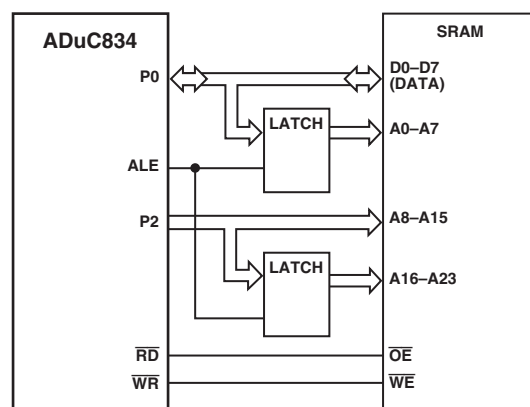 ADuC834
SRAM
P0
D0–D7
(DATA)
LATCH
A0–A7
ALE
P2
A8–A15
LATCH
A16–A23
RD
OE
WR
WE